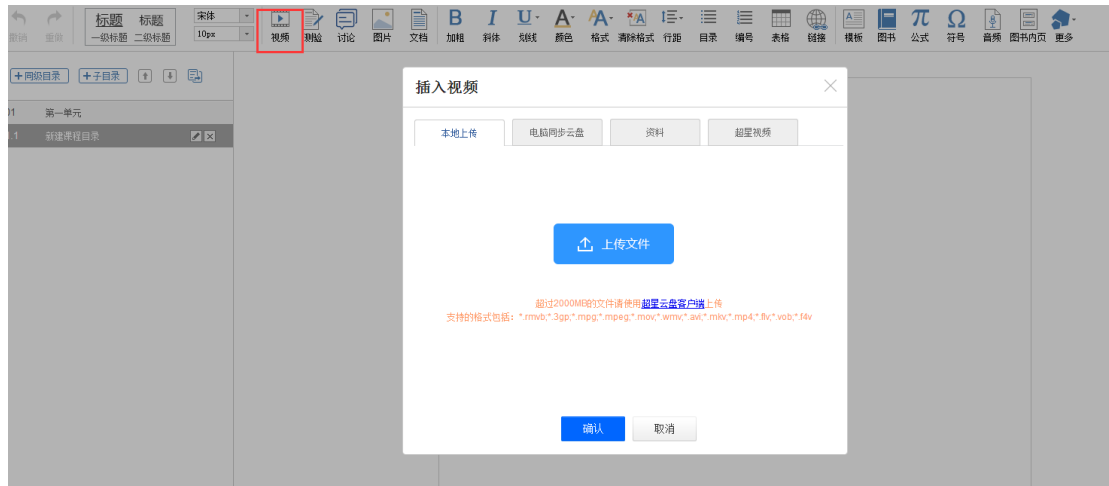 撤销 重做 标题 标题 一级标题 二级标题 宋体 10px 视频 测验 讨论 图片 文档 加粗 斜体 划线 颜色 格式 清除格式 行距 目录 编号 表格 链接 模板 图书 公式 符号 音频 图书内页 更多
+同级目录 +子目录
01 第一单元
1.1 新建课程目录
插入视频
本地上传 电脑同步云盘 资料 超星视频
上传文件
超过2000MB的文件请使用超星云盘客户端上传
支持的格式包括：*.rmvb;*.3gp;*.mpg;*.mpeg;*.mov;*.wmv;*.avi;*.mkv;*.mp4;*.flv;*.vob;*.f4v
确认 取消